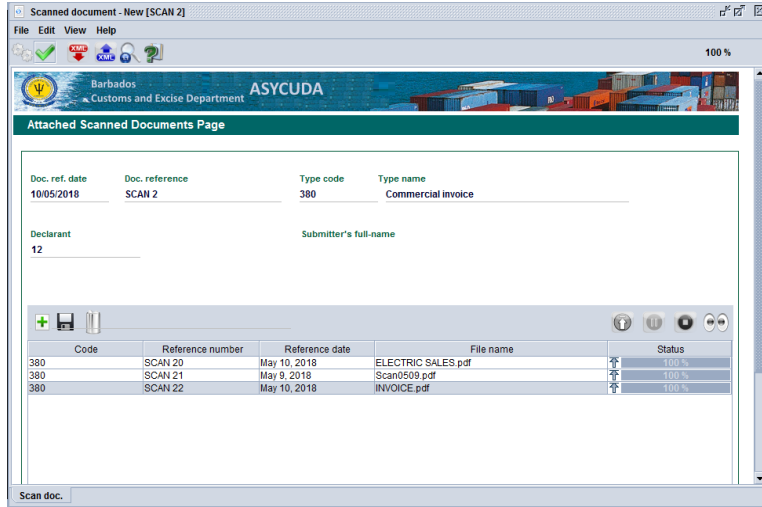 Scanned document - New [SCAN 2]
File Edit View Help
XML XML 100 %
Barbados
Customs and Excise Department
ASYCUDA
Attached Scanned Documents Page
Doc. ref. date Doc. reference Type code Type name
10/05/2018 SCAN 2 380 Commercial invoice
Declarant Submitter's full-name
12
Code Reference number Reference date File name Status
380 SCAN 20 May 10, 2018 ELECTRIC SALES.pdf 100 %
380 SCAN 21 May 9, 2018 Scan0509.pdf 100 %
380 SCAN 22 May 10, 2018 INVOICE.pdf 100 %
Scan doc.